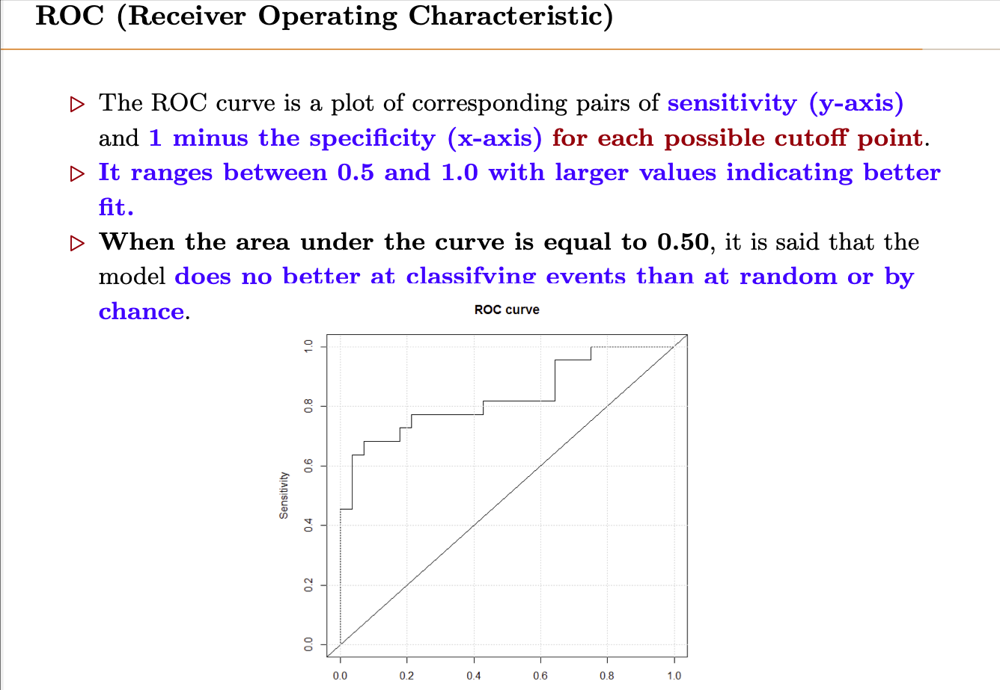 ROC (Receiver Operating Characteristic)
▷ The ROC curve is a plot of corresponding pairs of sensitivity (y-axis)
and 1 minus the specificity (x-axis) for each possible cutoff point.
▷ It ranges between 0.5 and 1.0 with larger values indicating better
fit.
▷ When the area under the curve is equal to 0.50, it is said that the
model does no better at classifying events than at random or by
chance.
ROC curve
1.0
0.8
0.6
0.4
0.2
0.0
Sensitivity
0.0 0.2 0.4 0.6 0.8 1.0